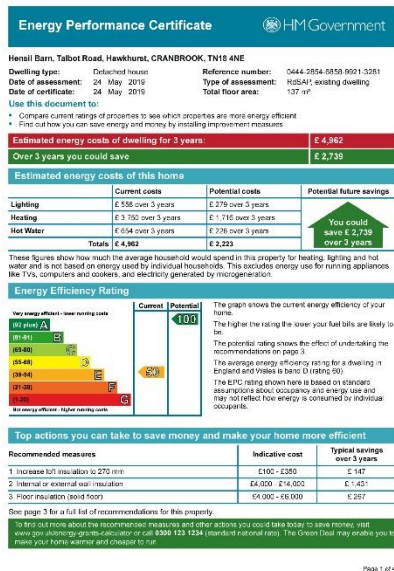 Energy Performance Certificate
HM Government
Hensil Barn, Talbot Road, Hawkhurst, CRANBROOK, TN18 4NE
Dwelling type: Detached house
Date of assessment: 24 May 2019
Date of certificate: 24 May 2019
Reference number: 0444-2854-6858-9921-3281
Type of assessment: RdSAP, existing dwelling
Total floor area: 137 m²
Use this document to:
• Compare current ratings of properties to see which properties are more energy efficient
• Find out how you can save energy and money by installing improvement measures
Estimated energy costs of dwelling for 3 years: £ 4,962
Over 3 years you could save £ 2,739
Estimated energy costs of this home
Current costs Potential costs Potential future savings
Lighting £ 558 over 3 years £ 279 over 3 years
Heating £ 3,750 over 3 years £ 1,716 over 3 years
Hot Water £ 654 over 3 years £ 228 over 3 years
Totals £ 4,962 £ 2,223
You could
save £ 2,739
over 3 years
These figures show how much the average household would spend in this property for heating, lighting and hot
water and is not based on energy used by individual households. This excludes energy use for running appliances
like TVs, computers and cookers, and electricity generated by microgeneration.
Energy Efficiency Rating
Current Potential
Very energy efficient - lower running costs
(92 plus) A
(81-91) B
(69-80) C
(55-68) D
(39-54) E
(21-38) F
(1-20) G
Not energy efficient - higher running costs
50
100
The graph shows the current energy efficiency of your
home.
The higher the rating the lower your fuel bills are likely to
be.
The potential rating shows the effect of undertaking the
recommendations on page 3.
The average energy efficiency rating for a dwelling in
England and Wales is band D (rating 60).
The EPC rating shown here is based on standard
assumptions about occupancy and energy use and
may not reflect how energy is consumed by individual
occupants.
Top actions you can take to save money and make your home more efficient
Recommended measures Indicative cost Typical savings
over 3 years
1 Increase loft insulation to 270 mm £100 - £350 £ 147
2 Internal or external wall insulation £4,000 - £14,000 £ 1,431
3 Floor insulation (solid floor) £4,000 - £6,000 £ 267
See page 3 for a full list of recommendations for this property.
To find out more about the recommended measures and other actions you could take today to save money, visit
www.gov.uk/energy-grants-calculator or call 0300 123 1234 (standard national rate). The Green Deal may enable you to
make your home warmer and cheaper to run.
Page 1 of 4